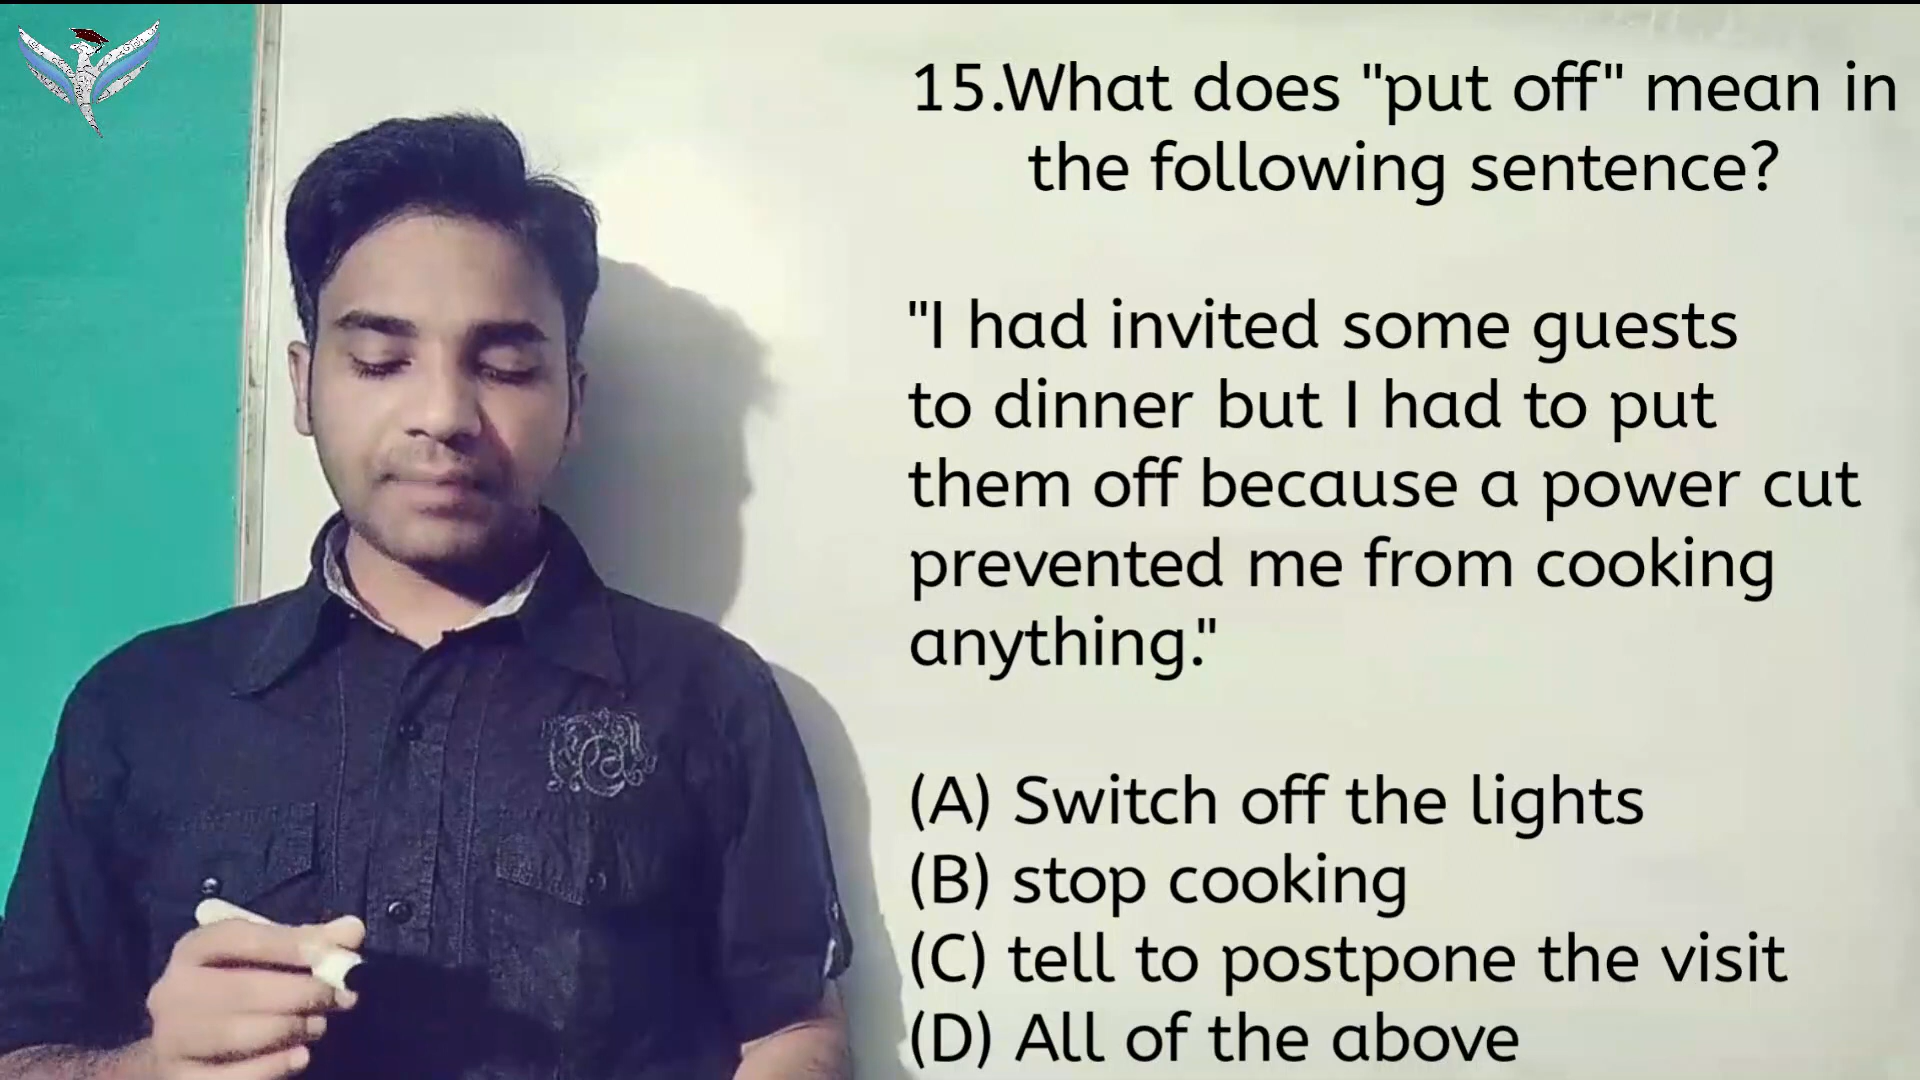 15.What does "put off" mean in
the following sentence?
"I had invited some guests
to dinner but I had to put
them off because a power cut
prevented me from cooking
anything."
(A) Switch off the lights
(B) stop cooking
(C) tell to postpone the visit
(D) All of the above